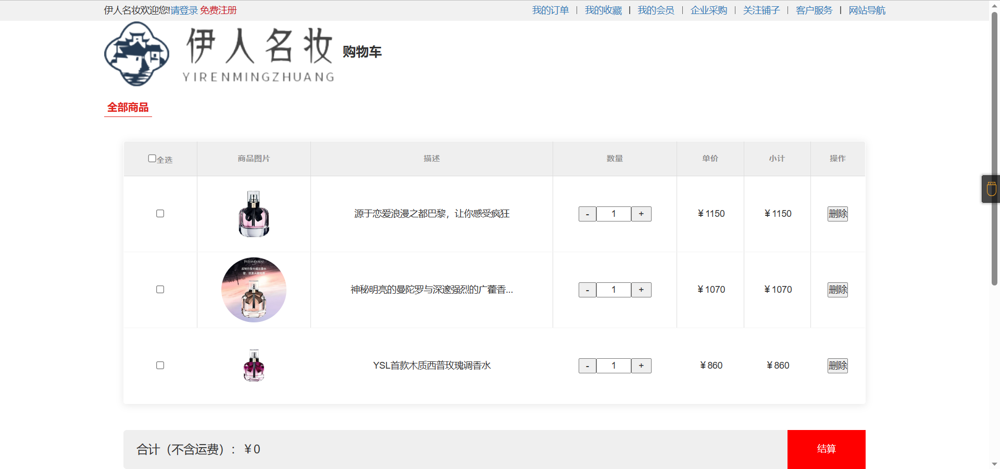 伊人名妆欢迎您!请登录 免费注册
我的订单 | 我的收藏 | 我的会员 | 企业采购 | 关注铺子 | 客户服务 | 网站导航
伊人名妆
YIRENMINGZHUANG
购物车
全部商品
全选 商品图片 描述 数量 单价 小计 操作
源于恋爱浪漫之都巴黎，让你感受疯狂 - 1 + ¥1150 ¥1150 删除
神秘明亮的曼陀罗与深邃强烈的广藿香... - 1 + ¥1070 ¥1070 删除
YSL首款木质西普玫瑰调香水 - 1 + ¥860 ¥860 删除
合计（不含运费）： ¥0
结算